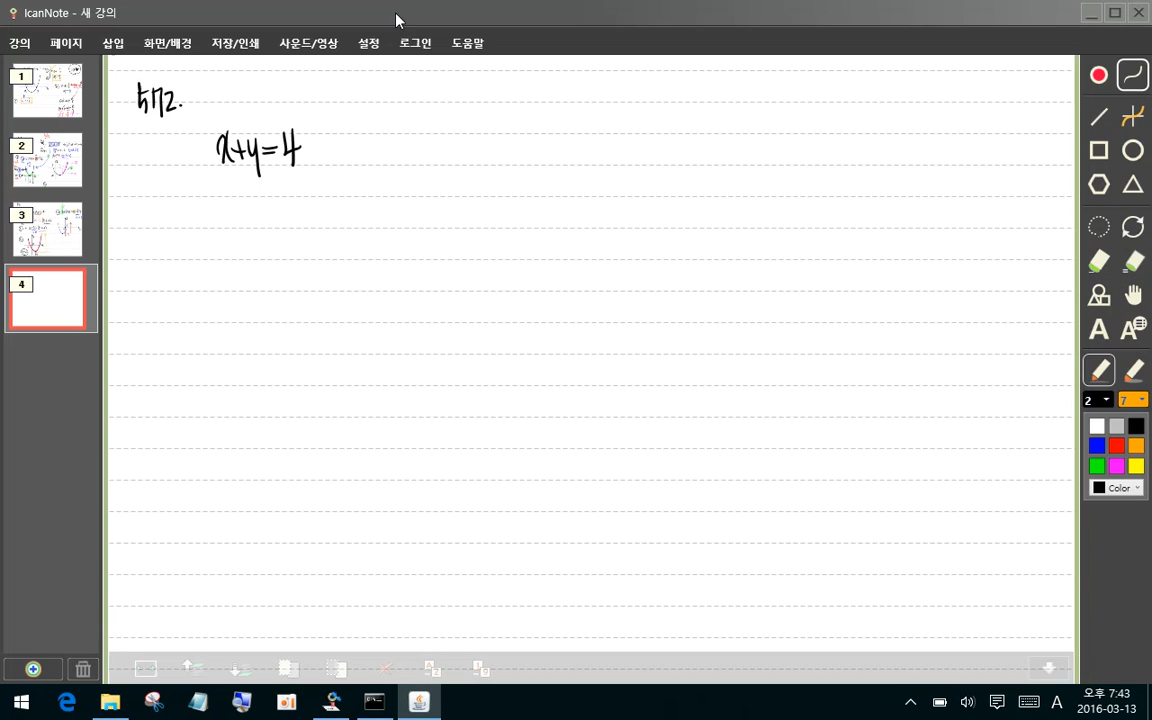 IcanNote - 새 강의
강의 페이지 삽입 화면/배경 저장/인쇄 사운드/영상 설정 로그인 도움말
1
2
3
4
572.
x+y=4
2 7
Color
A
오후 7:43
2016-03-13